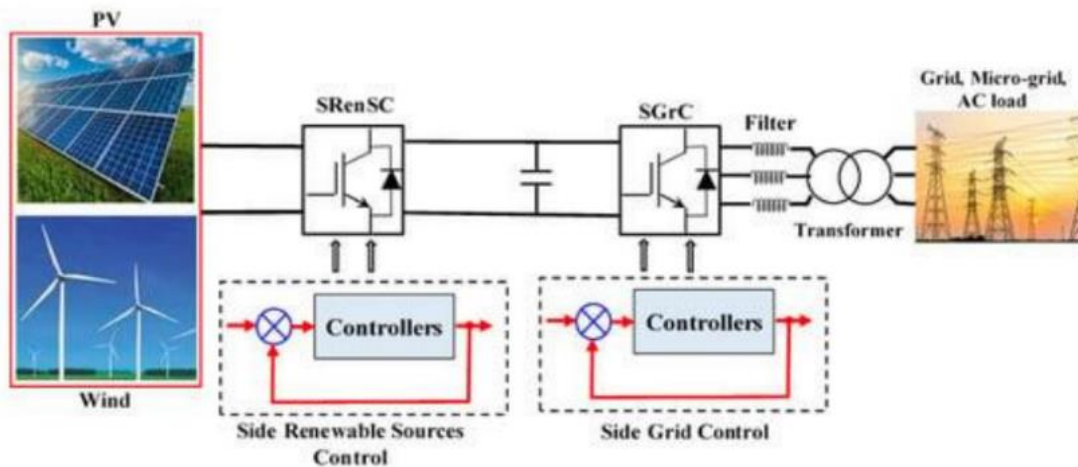 PV
SRenSC
SGrC
Filter
Grid, Micro-grid,
AC load
Transformer
Controllers
Controllers
Wind
Side Renewable Sources
Control
Side Grid Control